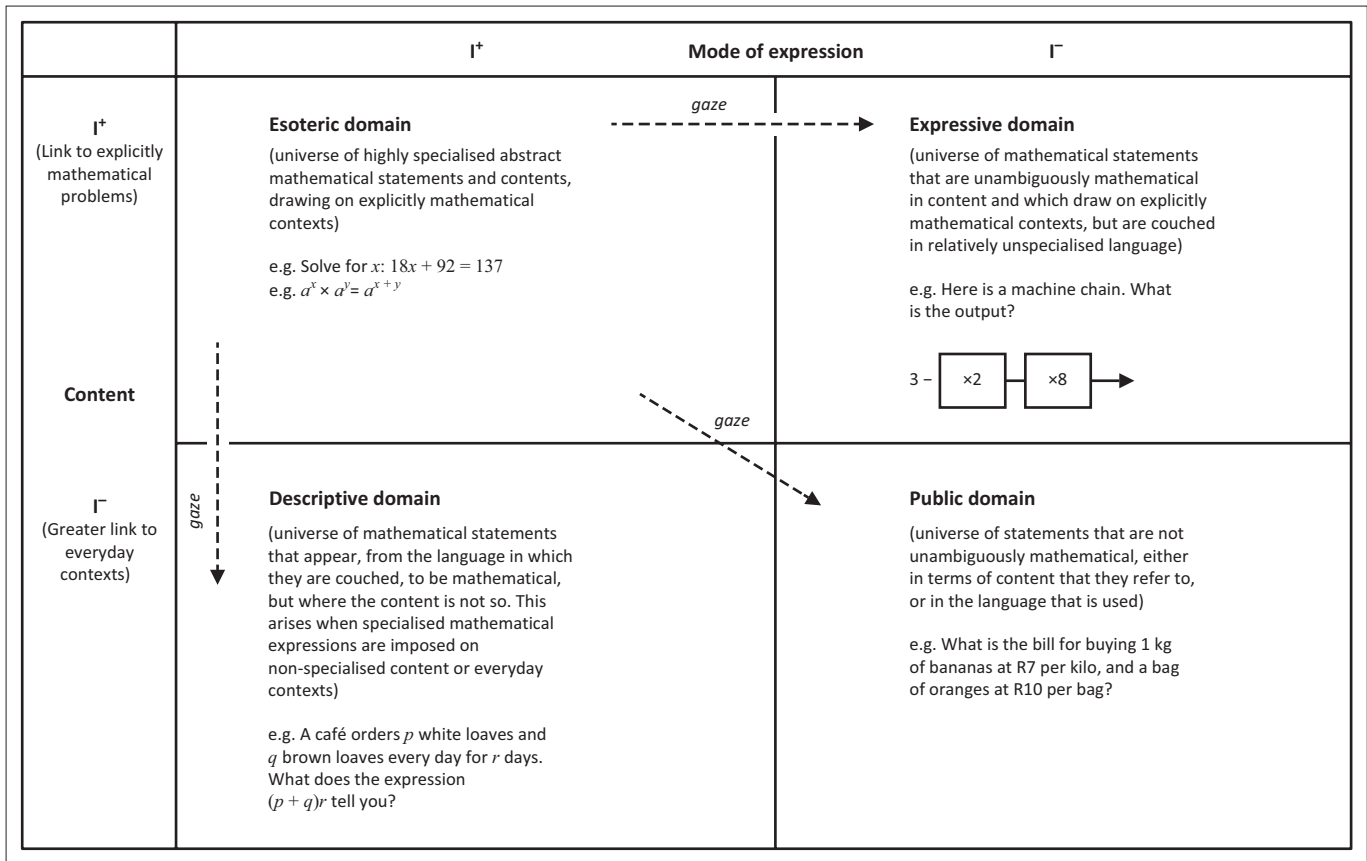 I⁺ Mode of expression I⁻
I⁺
(Link to explicitly
mathematical
problems)
Content
I⁻
(Greater link to
everyday
contexts)
Esoteric domain
(universe of highly specialised abstract
mathematical statements and contents,
drawing on explicitly mathematical
contexts)
e.g. Solve for x: 18x + 92 = 137
e.g. aˣ × aʸ= aˣ ⁺ ʸ
gaze
Expressive domain
(universe of mathematical statements
that are unambiguously mathematical
in content and which draw on explicitly
mathematical contexts, but are couched
in relatively unspecialised language)
e.g. Here is a machine chain. What
is the output?
3 – ×2 ×8
gaze
gaze
Descriptive domain
(universe of mathematical statements
that appear, from the language in which
they are couched, to be mathematical,
but where the content is not so. This
arises when specialised mathematical
expressions are imposed on
non-specialised content or everyday
contexts)
e.g. A café orders p white loaves and
q brown loaves every day for r days.
What does the expression
(p + q)r tell you?
Public domain
(universe of statements that are not
unambiguously mathematical, either
in terms of content that they refer to,
or in the language that is used)
e.g. What is the bill for buying 1 kg
of bananas at R7 per kilo, and a bag
of oranges at R10 per bag?